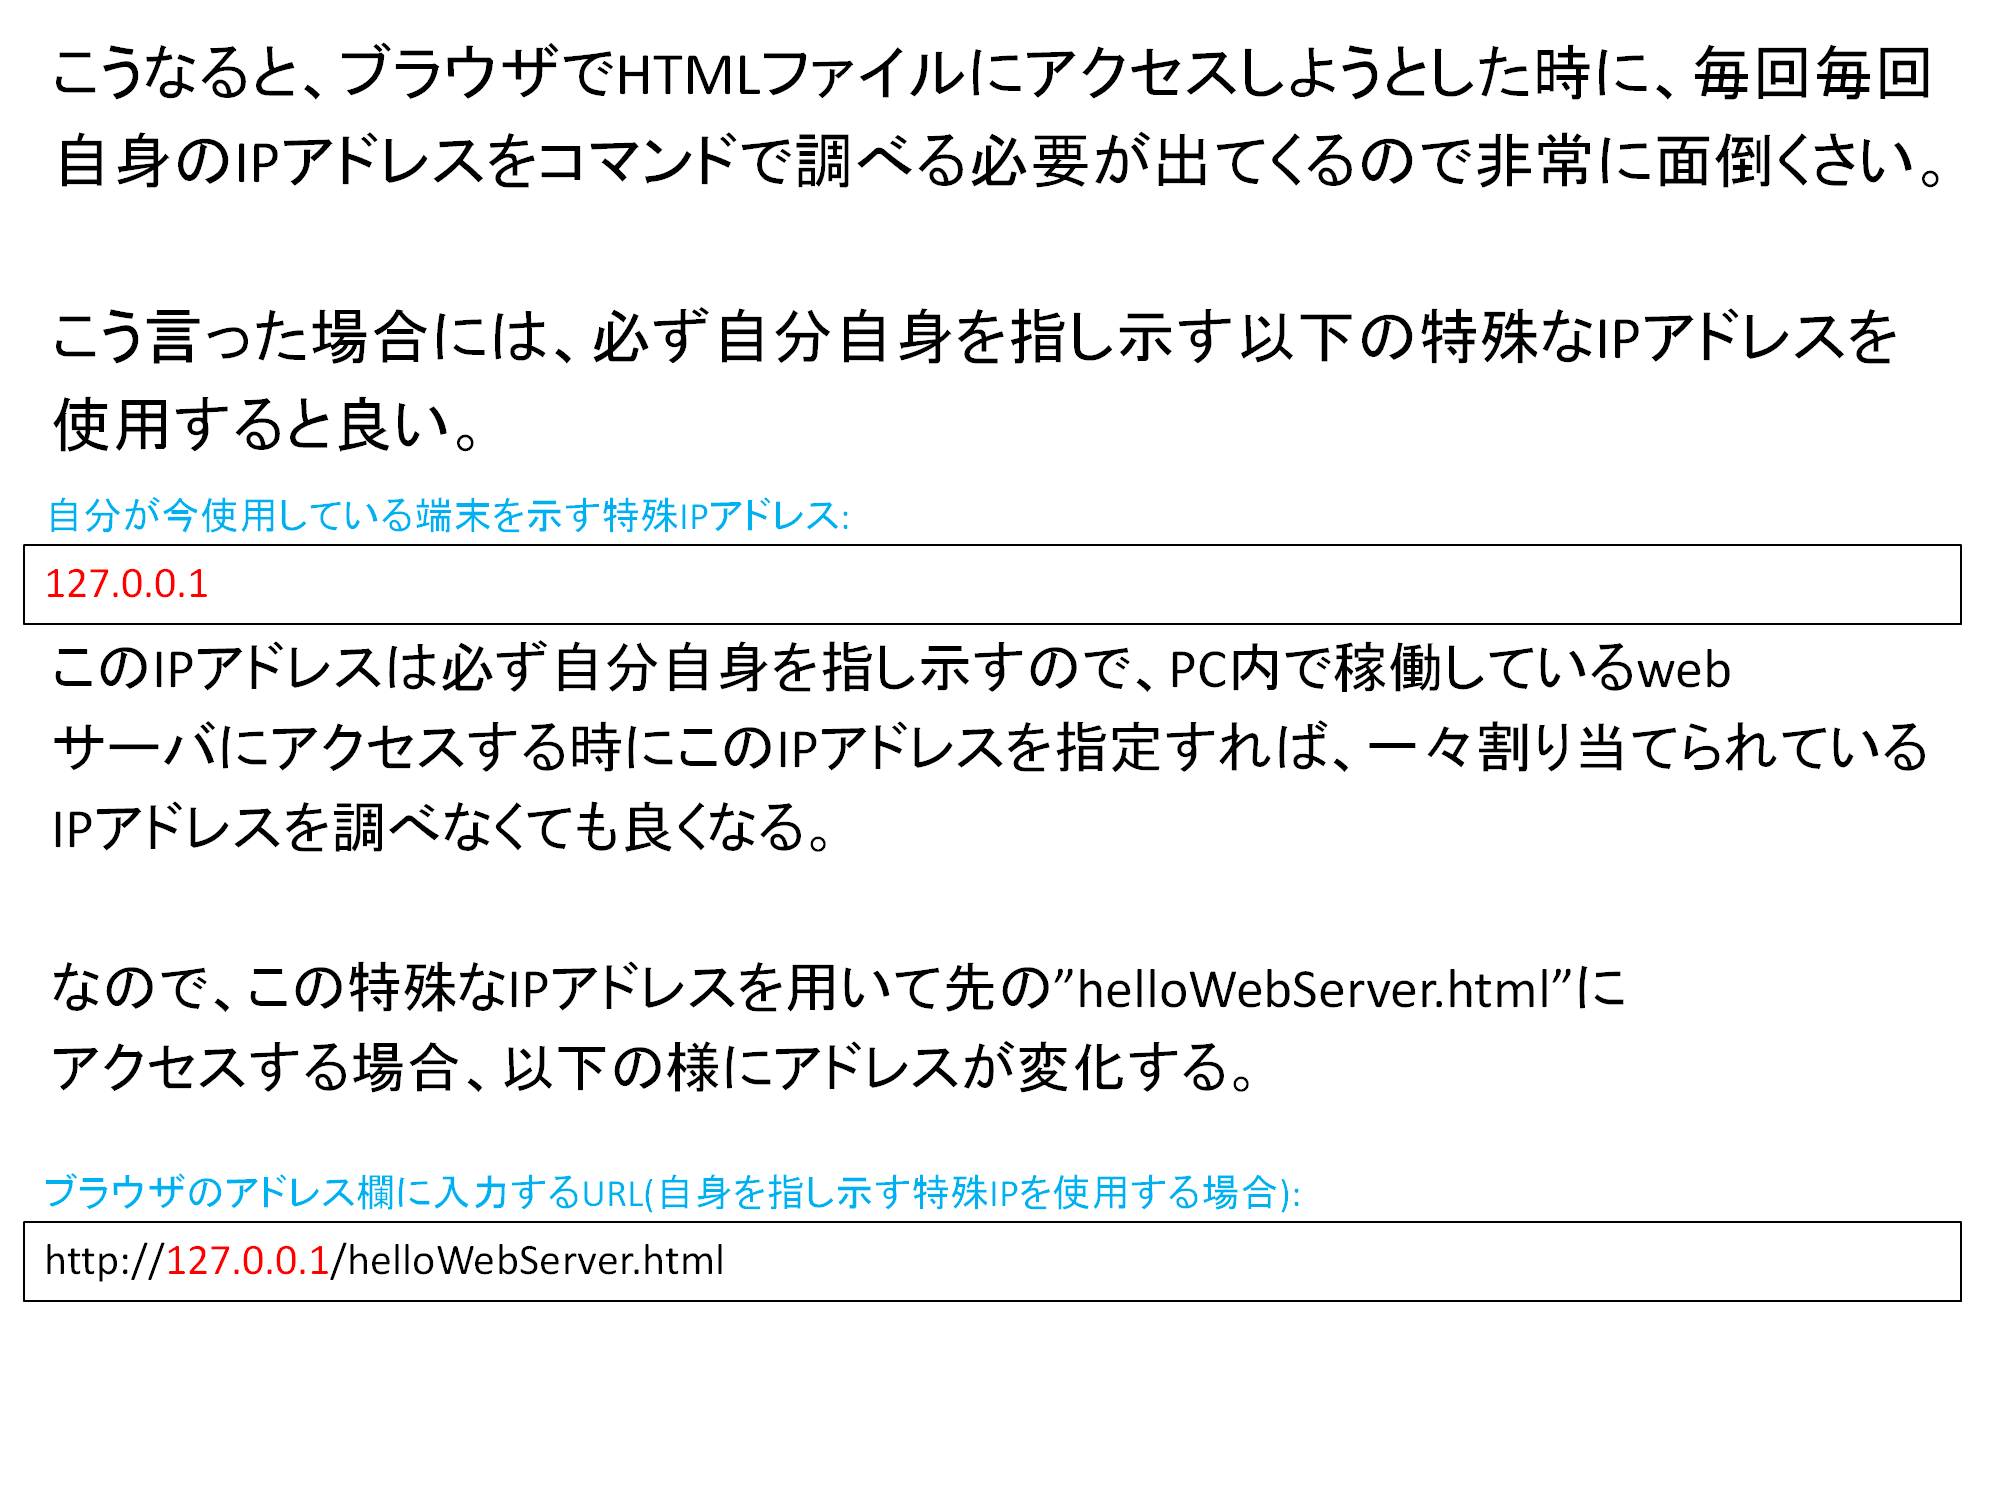 こうなると、ブラウザでHTMLファイルにアクセスしようとした時に、毎回毎回
自身のIPアドレスをコマンドで調べる必要が出てくるので非常に面倒くさい。
こう言った場合には、必ず自分自身を指し示す以下の特殊なIPアドレスを
使用すると良い。
自分が今使用している端末を示す特殊IPアドレス:
127.0.0.1
このIPアドレスは必ず自分自身を指し示すので、PC内で稼働しているweb
サーバにアクセスする時にこのIPアドレスを指定すれば、一々割り当てられている
IPアドレスを調べなくても良くなる。
なので、この特殊なIPアドレスを用いて先の”helloWebServer.html”に
アクセスする場合、以下の様にアドレスが変化する。
ブラウザのアドレス欄に入力するURL(自身を指し示す特殊IPを使用する場合):
http://127.0.0.1/helloWebServer.html